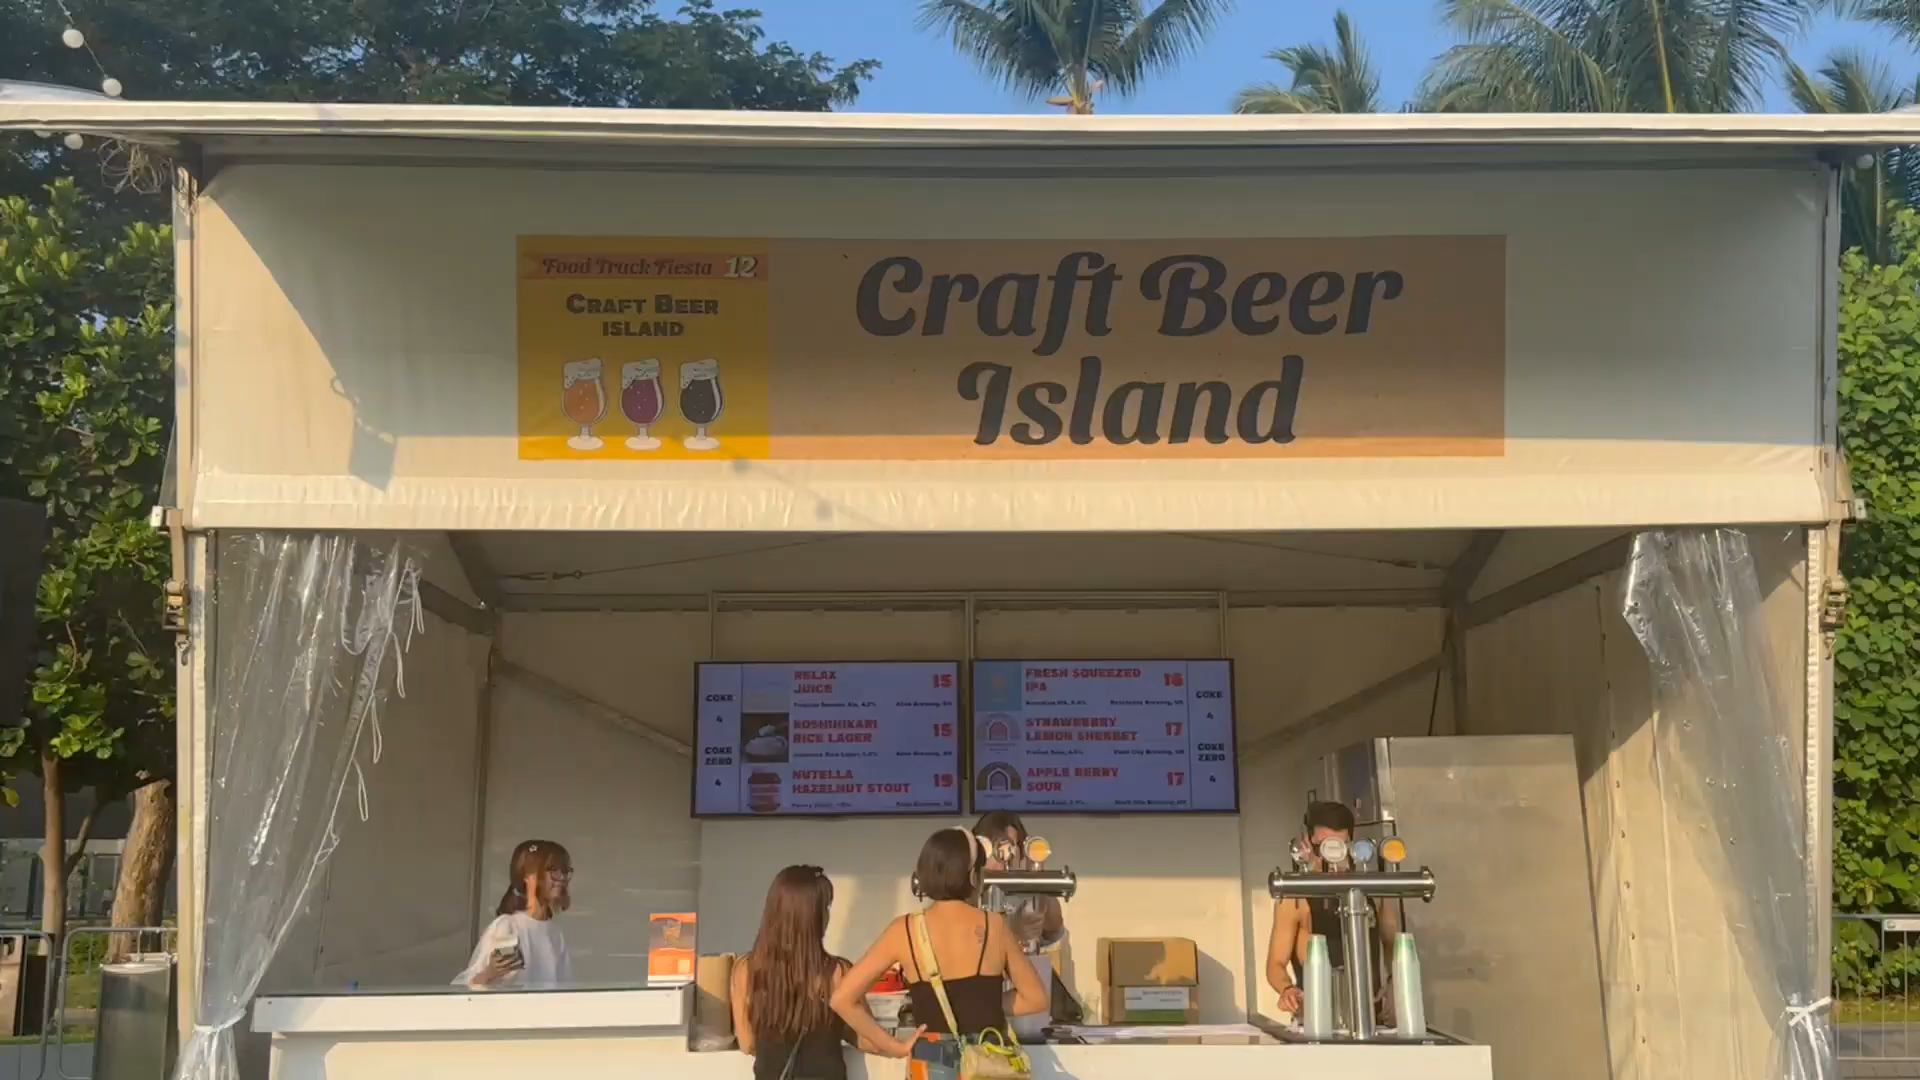 Food Truck Fiesta 12
CRAFT BEER
ISLAND
Craft Beer
Island
COKE
4
COKE
ZERO
4
RELAX
JUICE
15
KOSHIHIKARI
RICE LAGER
15
NUTELLA
HAZELNUT STOUT
19
FRESH SQUEEZED
IPA
16
STRAWBERRY
LEMON SHERBET
17
APPLE BERRY
SOUR
17
COKE
4
COKE
ZERO
4